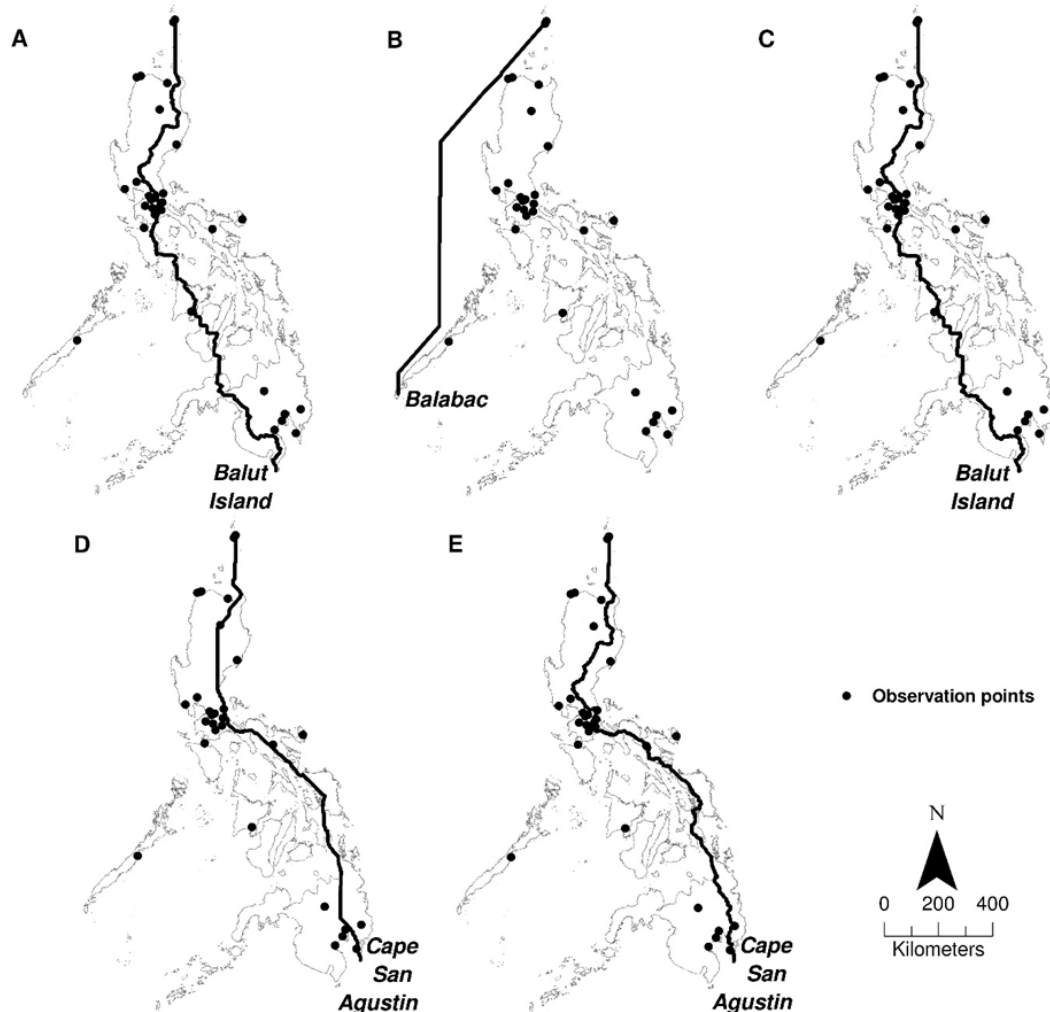 A
B
C
Balabac
Balut
Island
Balut
Island
D
E
Observation points
N
0 200 400
Kilometers
Cape
San
Agustin
Cape
San
Agustin